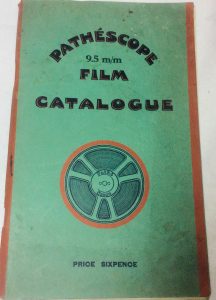 PATHÉSCOPE
9.5 m/m
FILM
CATALOGUE
PRICE SIXPENCE